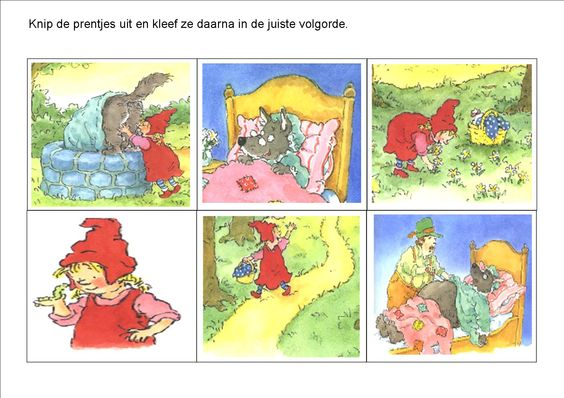 Knip de prentjes uit en kleef ze daarna in de juiste volgorde.